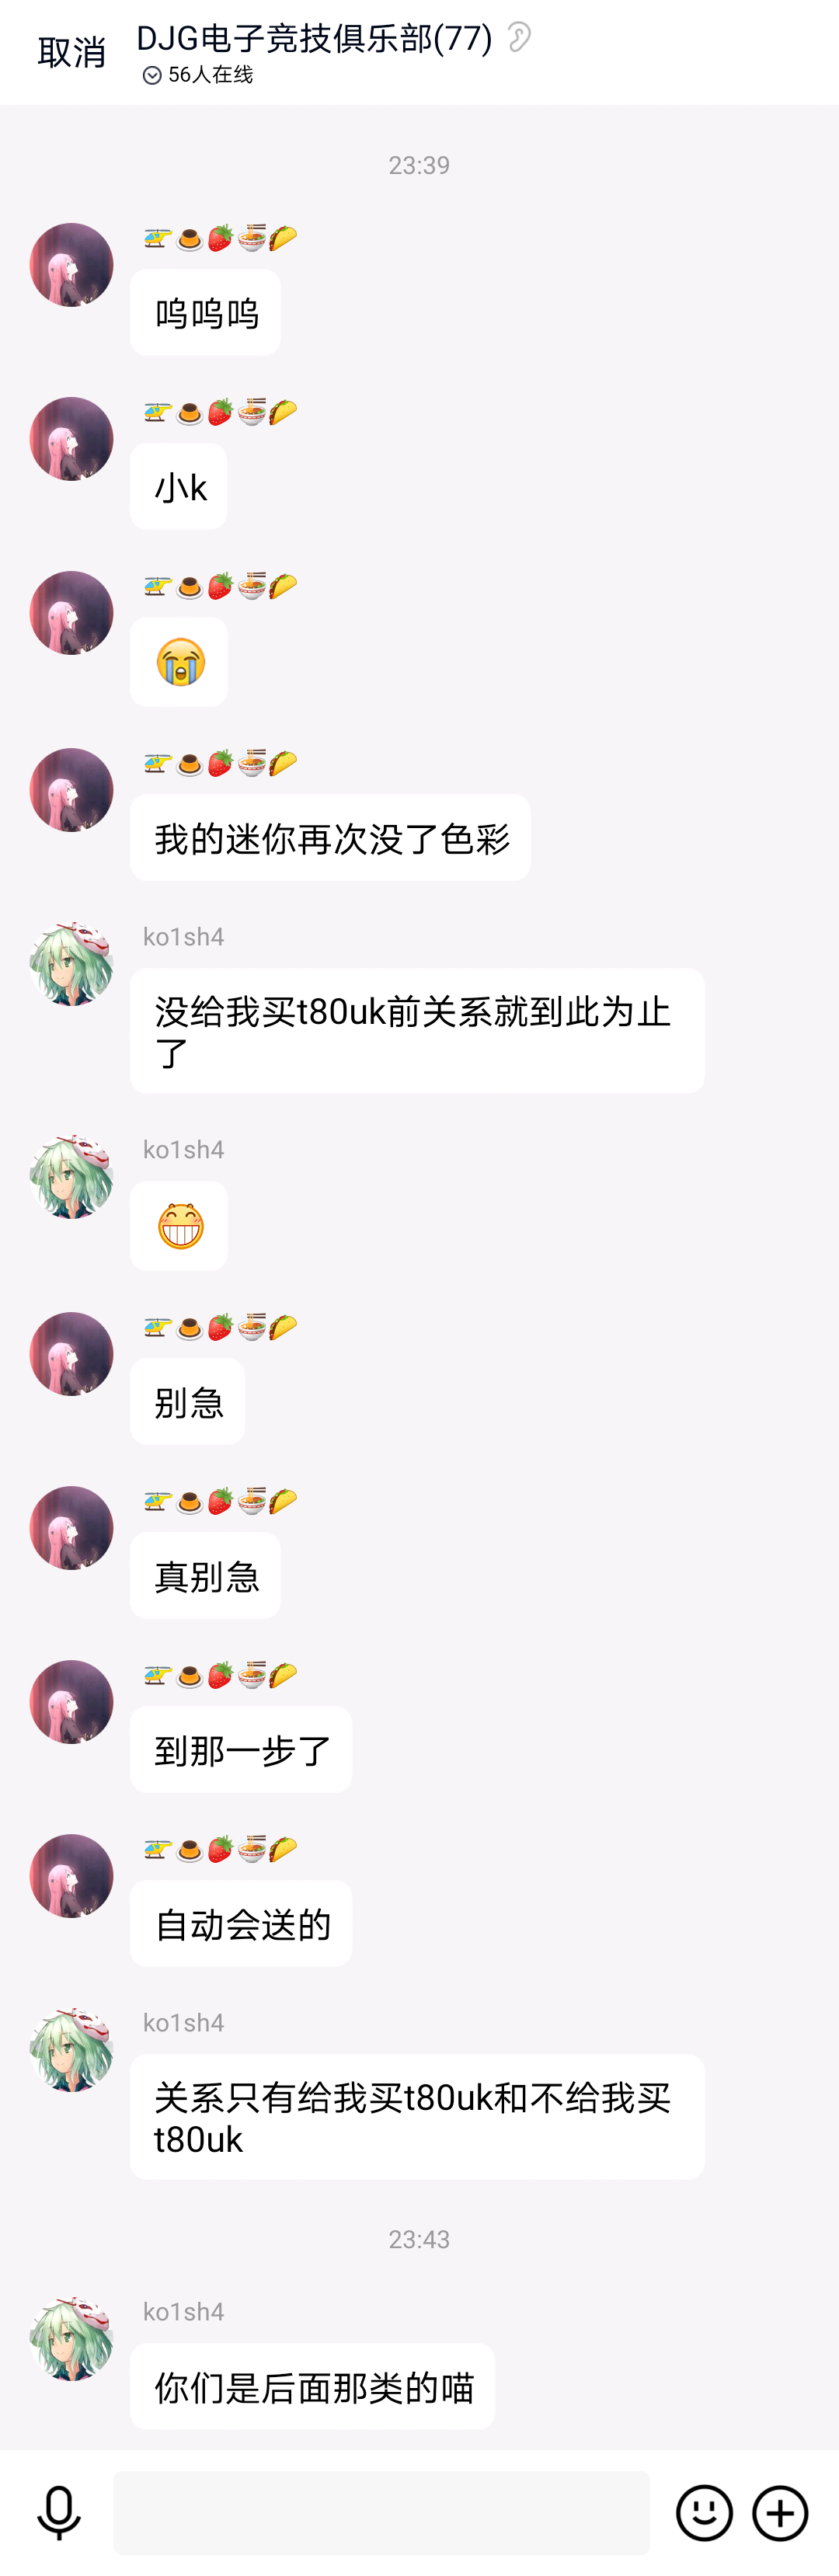 取消
DJG电子竞技俱乐部(77)
56人在线
23:39
🚁🍮🍓🍜🌮
呜呜呜
🚁🍮🍓🍜🌮
小k
🚁🍮🍓🍜🌮
😭
🚁🍮🍓🍜🌮
我的迷你再次没了色彩
ko1sh4
没给我买t80uk前关系就到此为止
了
ko1sh4
🚁🍮🍓🍜🌮
别急
🚁🍮🍓🍜🌮
真别急
🚁🍮🍓🍜🌮
到那一步了
🚁🍮🍓🍜🌮
自动会送的
ko1sh4
关系只有给我买t80uk和不给我买
t80uk
23:43
ko1sh4
你们是后面那类的喵